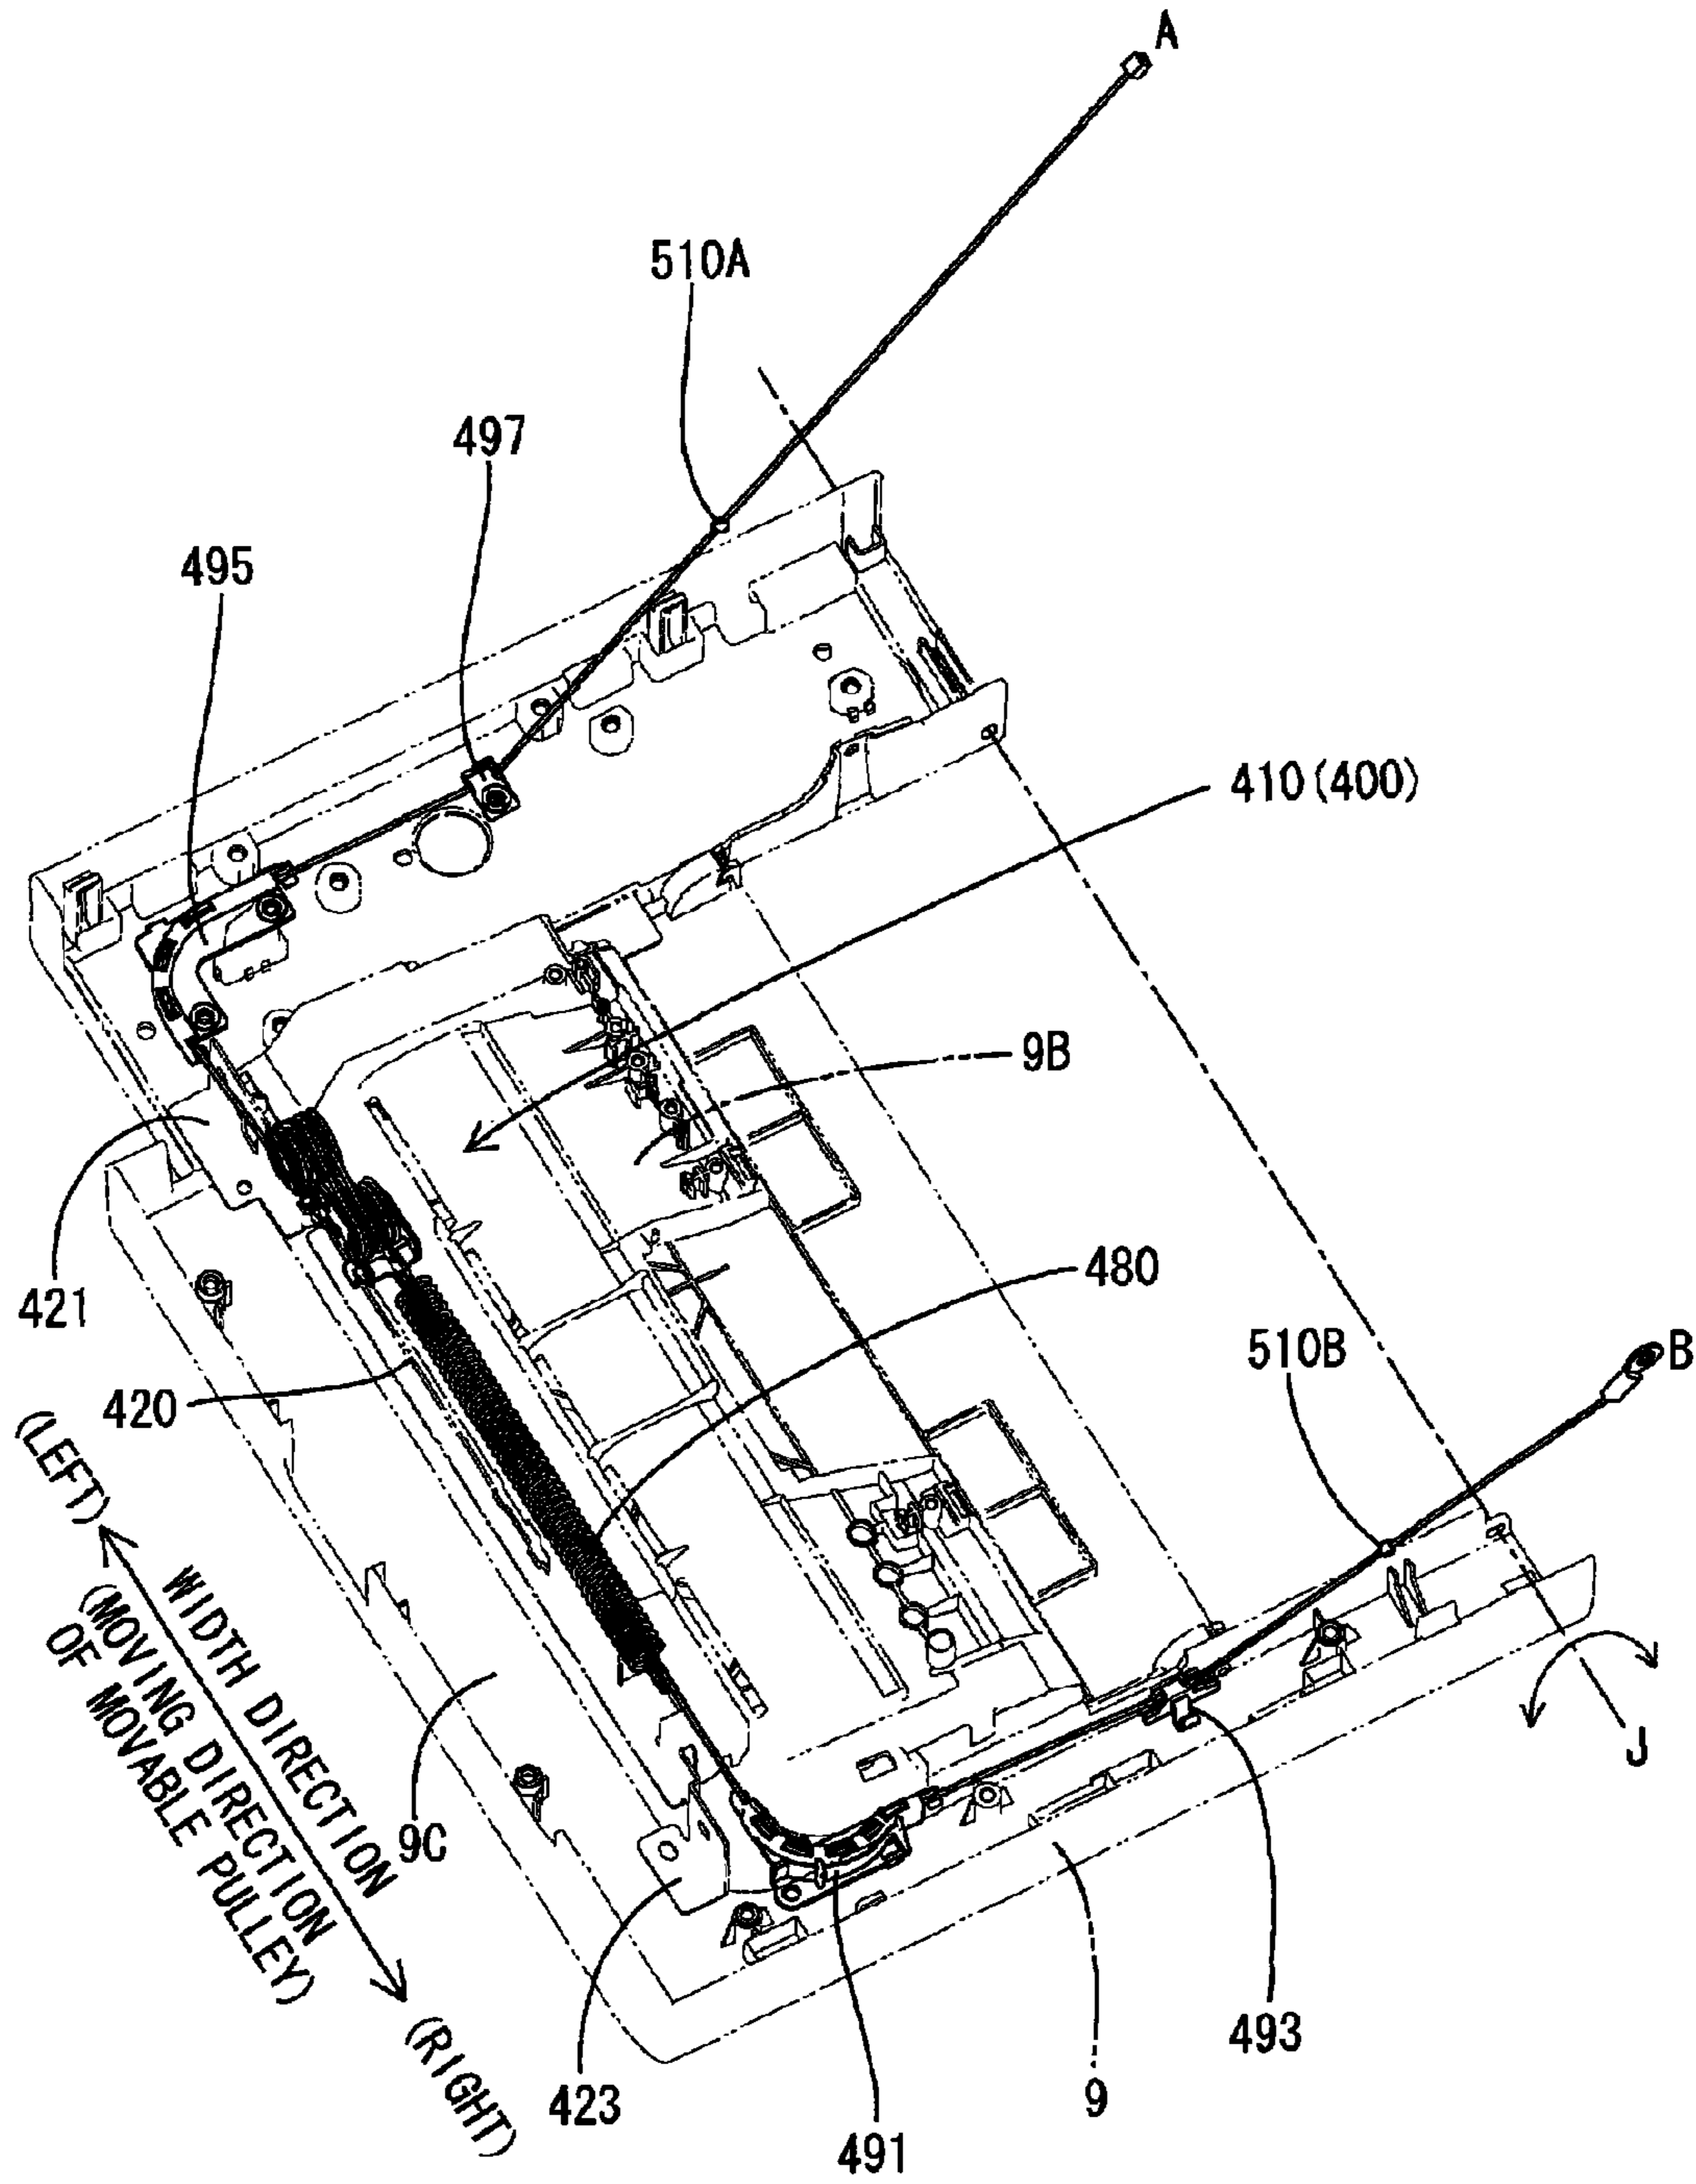 A
510A
497
495
410(400)
9B
421
480
510B
B
420
(LEFT)
WIDTH DIRECTION
(MOVING DIRECTION
OF MOVABLE PULLEY)
(RIGHT)
J
9C
493
423
9
491